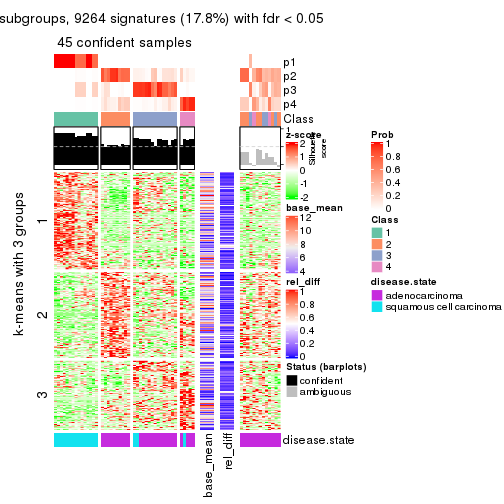 subgroups, 9264 signatures (17.8%) with fdr < 0.05
45 confident samples
p1
p2
p3
p4
Class
1
Silhouette
score
k-means with 3 groups
1
2
3
disease.state
base_mean
rel_diff
z-score
2
1
0
-1
-2
base_mean
12
10
8
6
4
rel_diff
1
0.8
0.6
0.4
0.2
0
Status (barplots)
confident
ambiguous
Prob
1
0.8
0.6
0.4
0.2
0
Class
1
2
3
4
disease.state
adenocarcinoma
squamous cell carcinoma